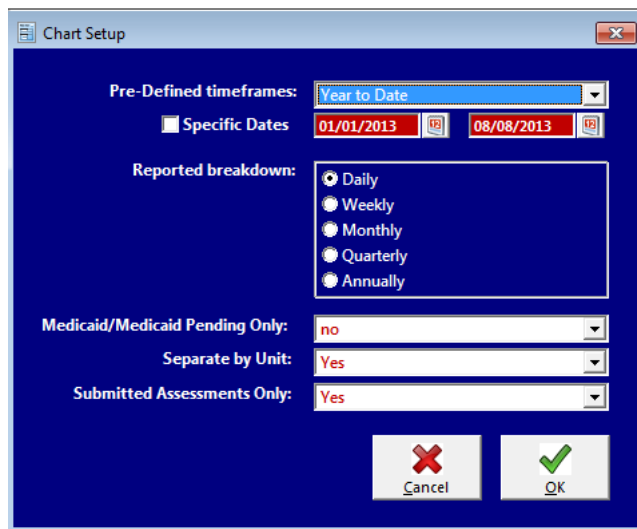 Chart Setup
Pre-Defined timeframes: Year to Date
Specific Dates 01/01/2013 08/08/2013
Reported breakdown:
Daily
Weekly
Monthly
Quarterly
Annually
Medicaid/Medicaid Pending Only: no
Separate by Unit: Yes
Submitted Assessments Only: Yes
Cancel OK